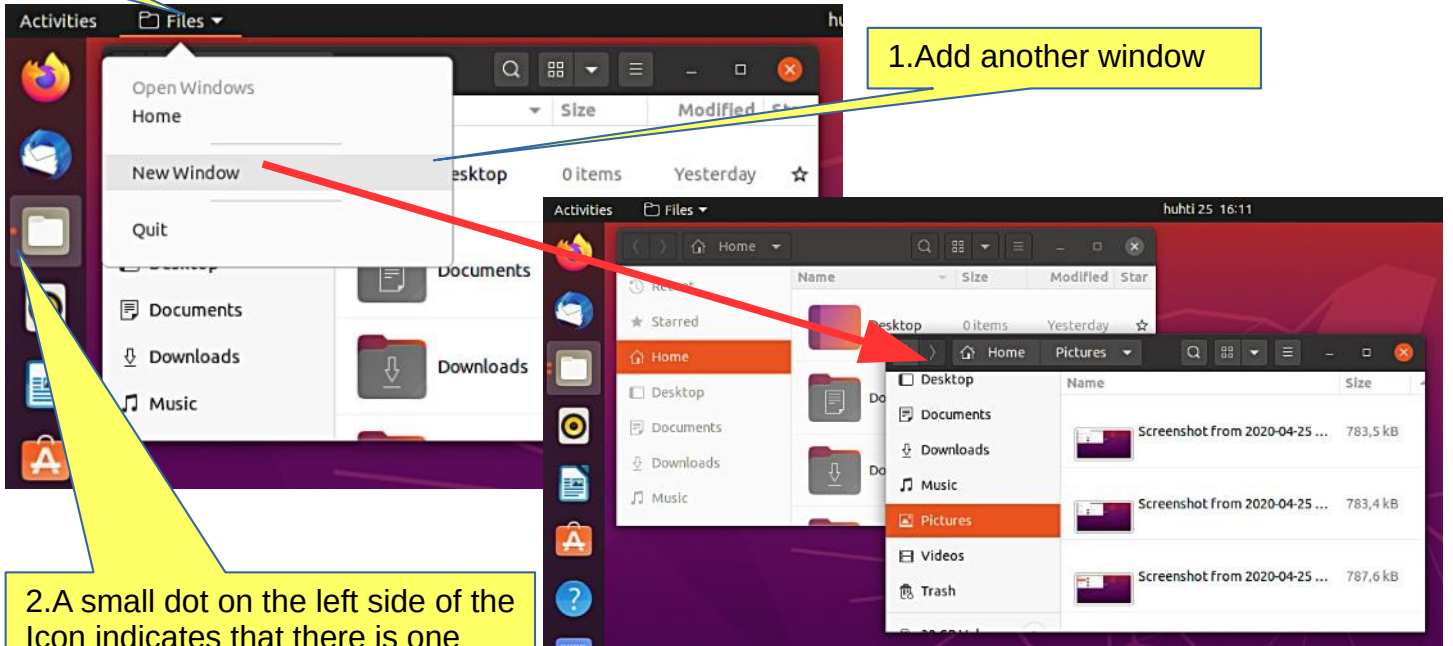 Activities Files
1.Add another window
Open Windows
Home
New Window
Quit
Size Modified
Desktop 0 items Yesterday
Documents
Documents
Downloads
Downloads
Music
2.A small dot on the left side of the
Icon indicates that there is one
Activities Files huhti 25 16:11
Home
Name Size Modified Star
Recent
Starred
Desktop 0 items Yesterday
Home
Desktop
Documents
Downloads
Music
Home Pictures
Name Size
Desktop
Documents
Downloads
Music
Pictures
Videos
Trash
Screenshot from 2020-04-25 ... 783,5 kB
Screenshot from 2020-04-25 ... 783,4 kB
Screenshot from 2020-04-25 ... 787,6 kB